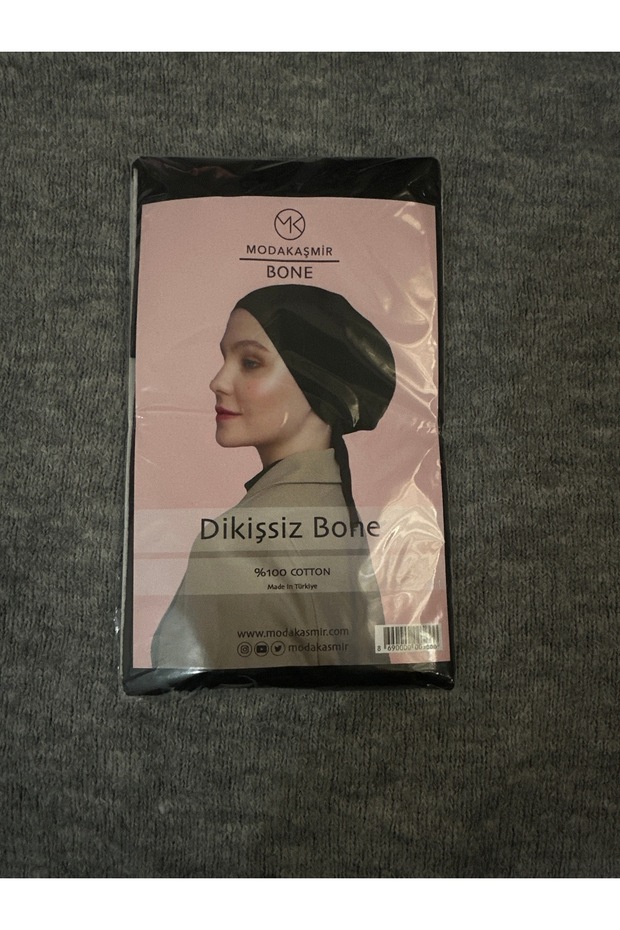 MK
MODAKAŞMİR
BONE
Dikişsiz Bone
%100 COTTON
Made in Türkiye
www.modakasmir.com
modakasmir